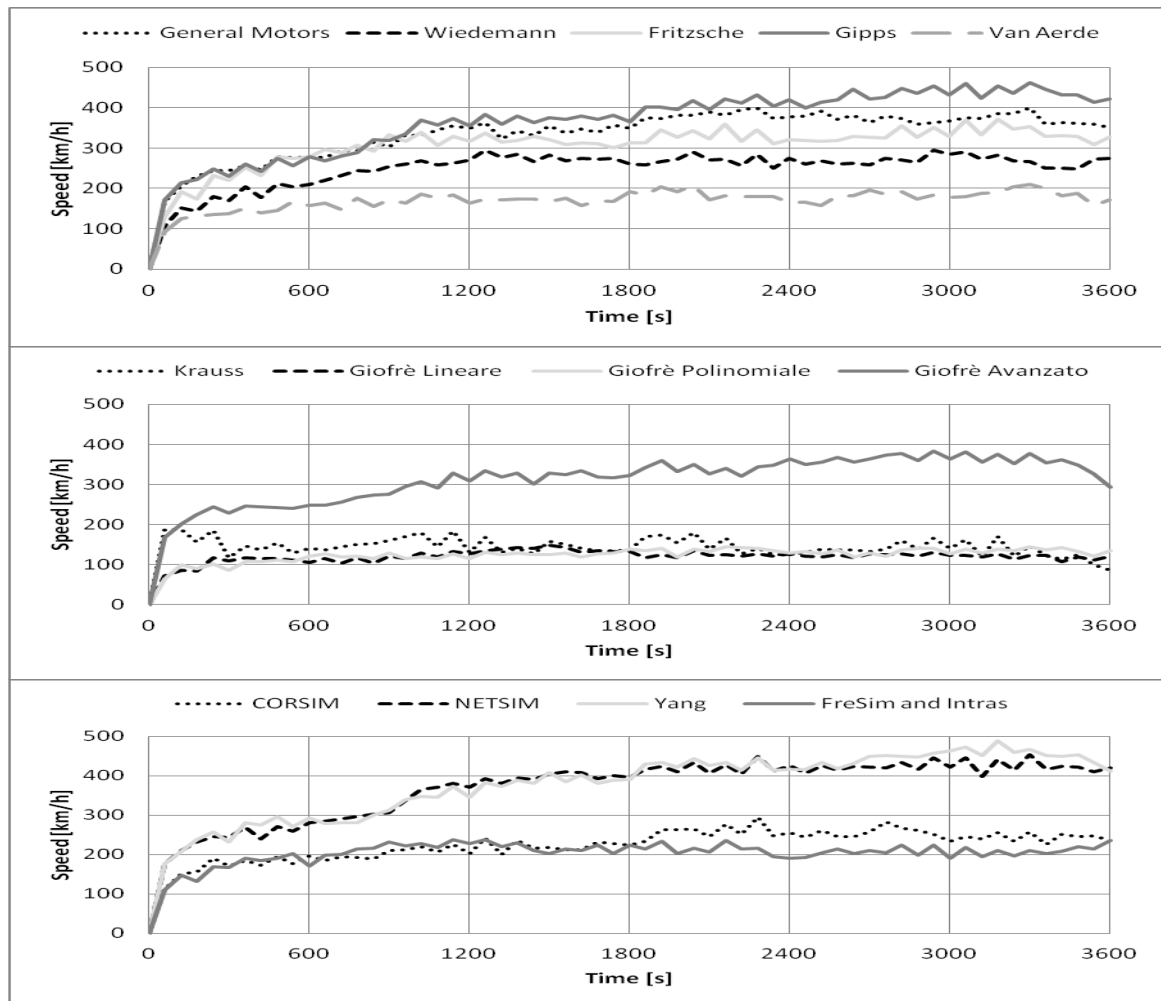 General Motors Wiedemann Fritzsche Gipps Van Aerde
500
400
300
200
100
0
Speed [km/h]
0 600 1200 1800 2400 3000 3600
Time [s]
Krauss Giofrè Lineare Giofrè Polinomiale Giofrè Avanzato
500
400
300
200
100
0
Speed [km/h]
0 600 1200 1800 2400 3000 3600
Time [s]
CORSIM NETSIM Yang FreSim and Intras
500
400
300
200
100
0
Speed [km/h]
0 600 1200 1800 2400 3000 3600
Time [s]